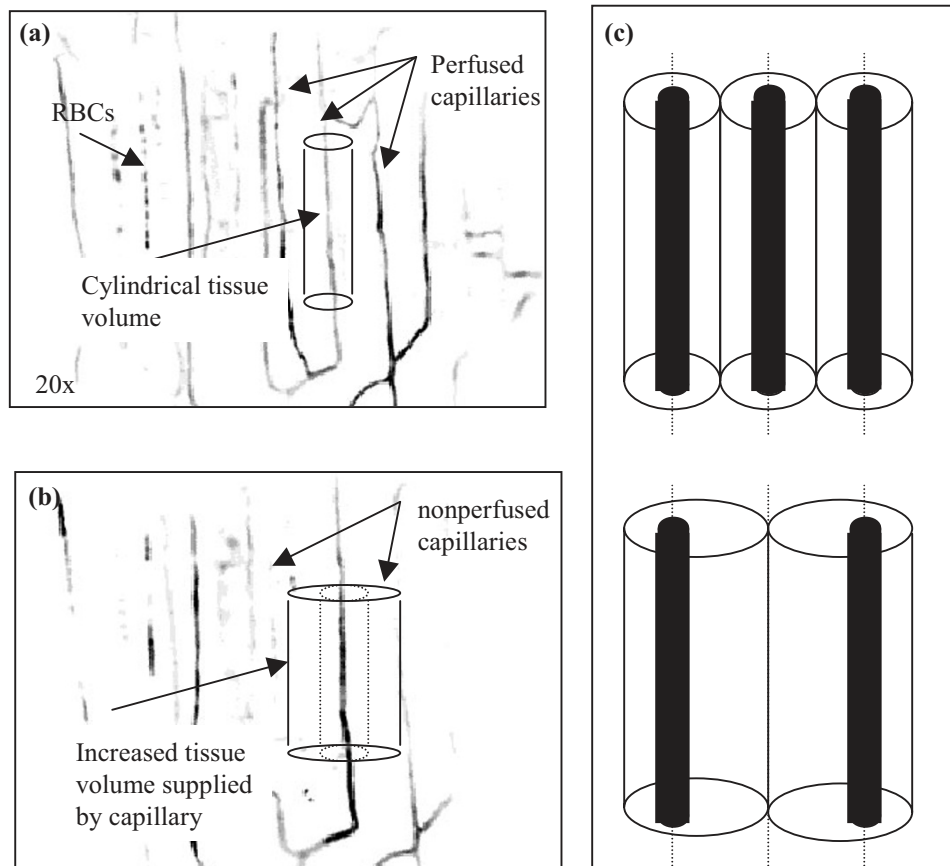 (a)
RBCs
Perfused
capillaries
Cylindrical tissue
volume
20x
(b)
nonperfused
capillaries
Increased tissue
volume supplied
by capillary
(c)